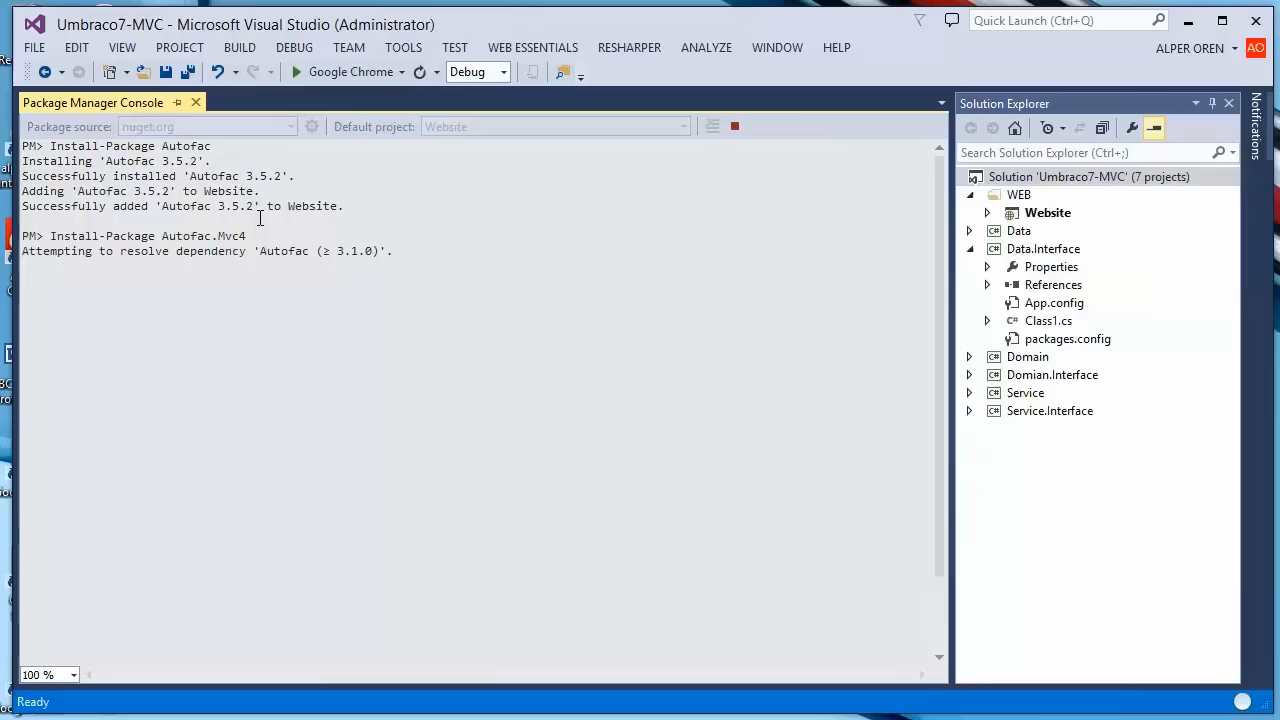 Umbraco7-MVC - Microsoft Visual Studio (Administrator)
Quick Launch (Ctrl+Q)
FILE EDIT VIEW PROJECT BUILD DEBUG TEAM TOOLS TEST WEB ESSENTIALS RESHARPER ANALYZE WINDOW HELP
ALPER OREN AO
Google Chrome
Debug
Package Manager Console
Package source: nuget.org
Default project: Website
PM> Install-Package Autofac
Installing 'Autofac 3.5.2'.
Successfully installed 'Autofac 3.5.2'.
Adding 'Autofac 3.5.2' to Website.
Successfully added 'Autofac 3.5.2' to Website.
PM> Install-Package Autofac.Mvc4
Attempting to resolve dependency 'Autofac (≥ 3.1.0)'.
100 %
Solution Explorer
Search Solution Explorer (Ctrl+;)
Solution 'Umbraco7-MVC' (7 projects)
WEB
Website
Data
Data.Interface
Properties
References
App.config
C# Class1.cs
packages.config
C# Domain
C# Domian.Interface
C# Service
C# Service.Interface
Notifications
Ready